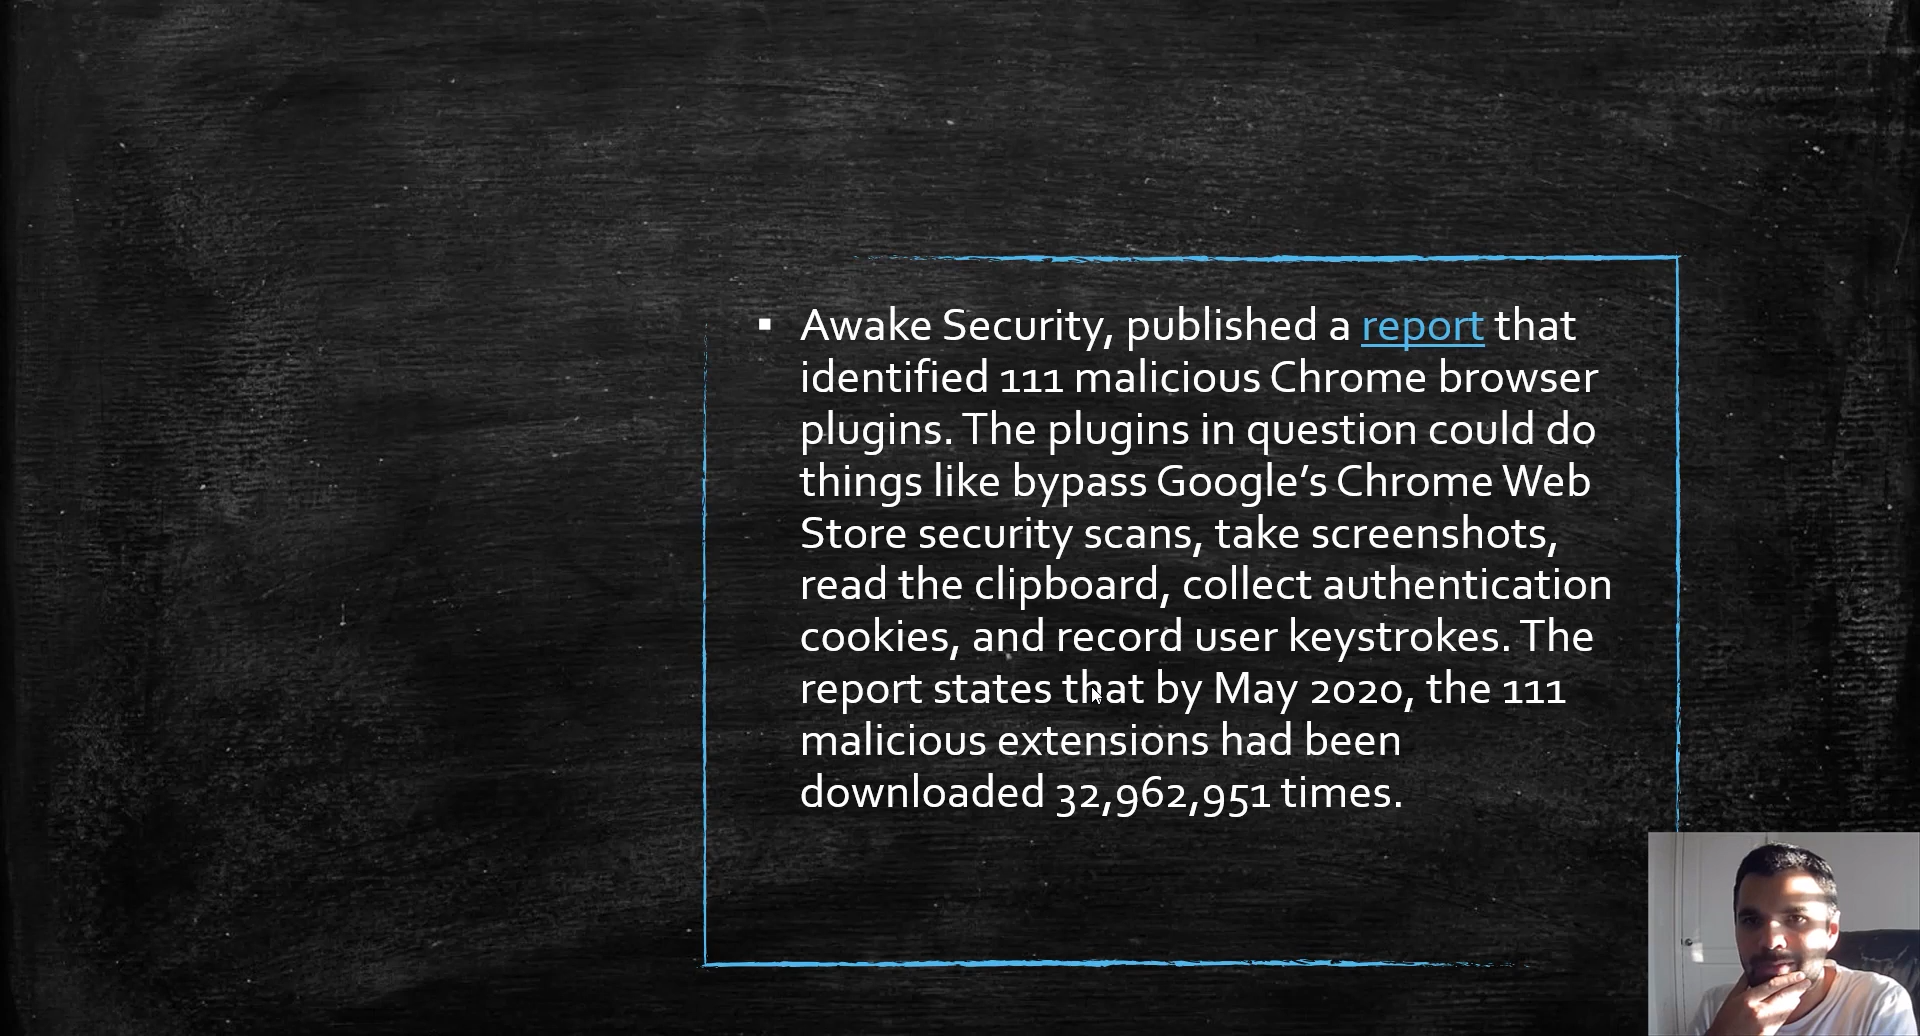 Awake Security, published a report that
identified 111 malicious Chrome browser
plugins. The plugins in question could do
things like bypass Google’s Chrome Web
Store security scans, take screenshots,
read the clipboard, collect authentication
cookies, and record user keystrokes. The
report states that by May 2020, the 111
malicious extensions had been
downloaded 32,962,951 times.